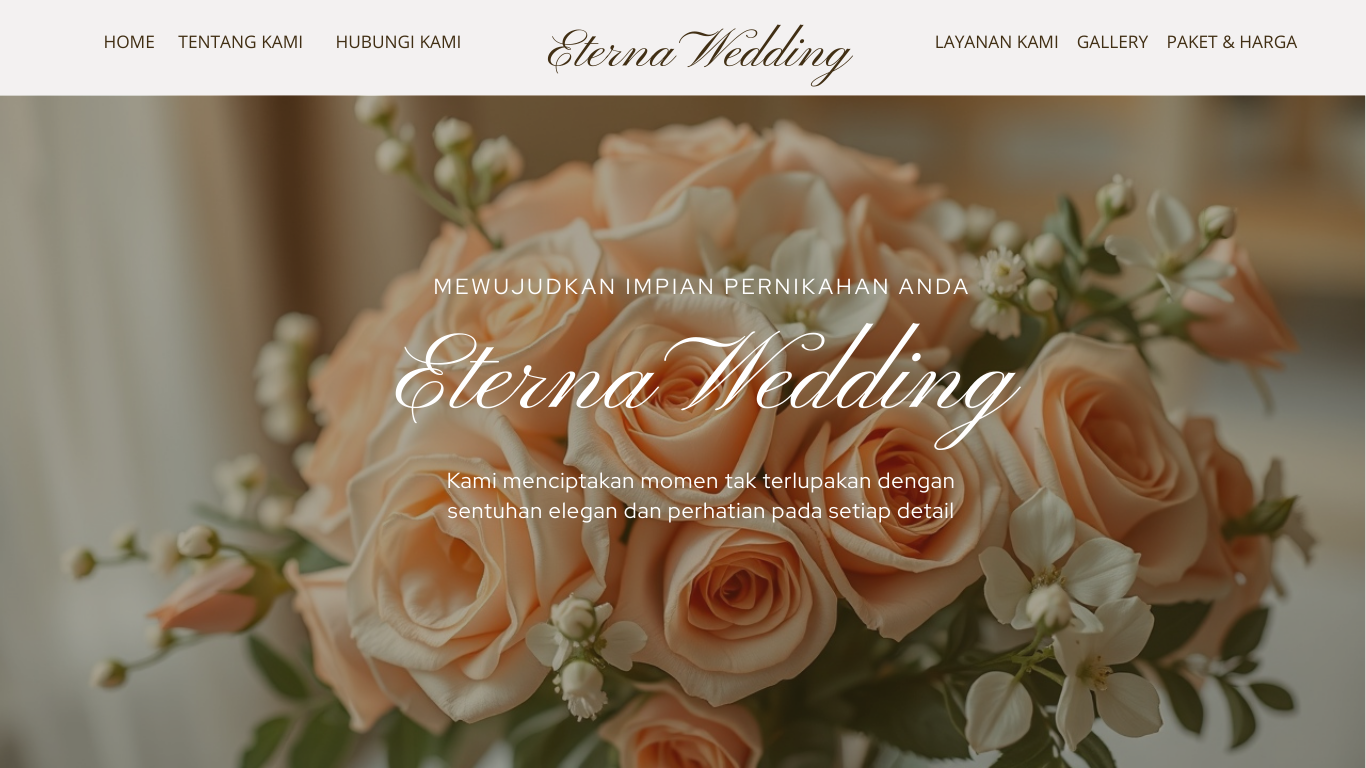 HOME TENTANG KAMI HUBUNGI KAMI Eterna Wedding LAYANAN KAMI GALLERY PAKET & HARGA
MEWUJUDKAN IMPIAN PERNIKAHAN ANDA
Eterna Wedding
Kami menciptakan momen tak terlupakan dengan
sentuhan elegan dan perhatian pada setiap detail